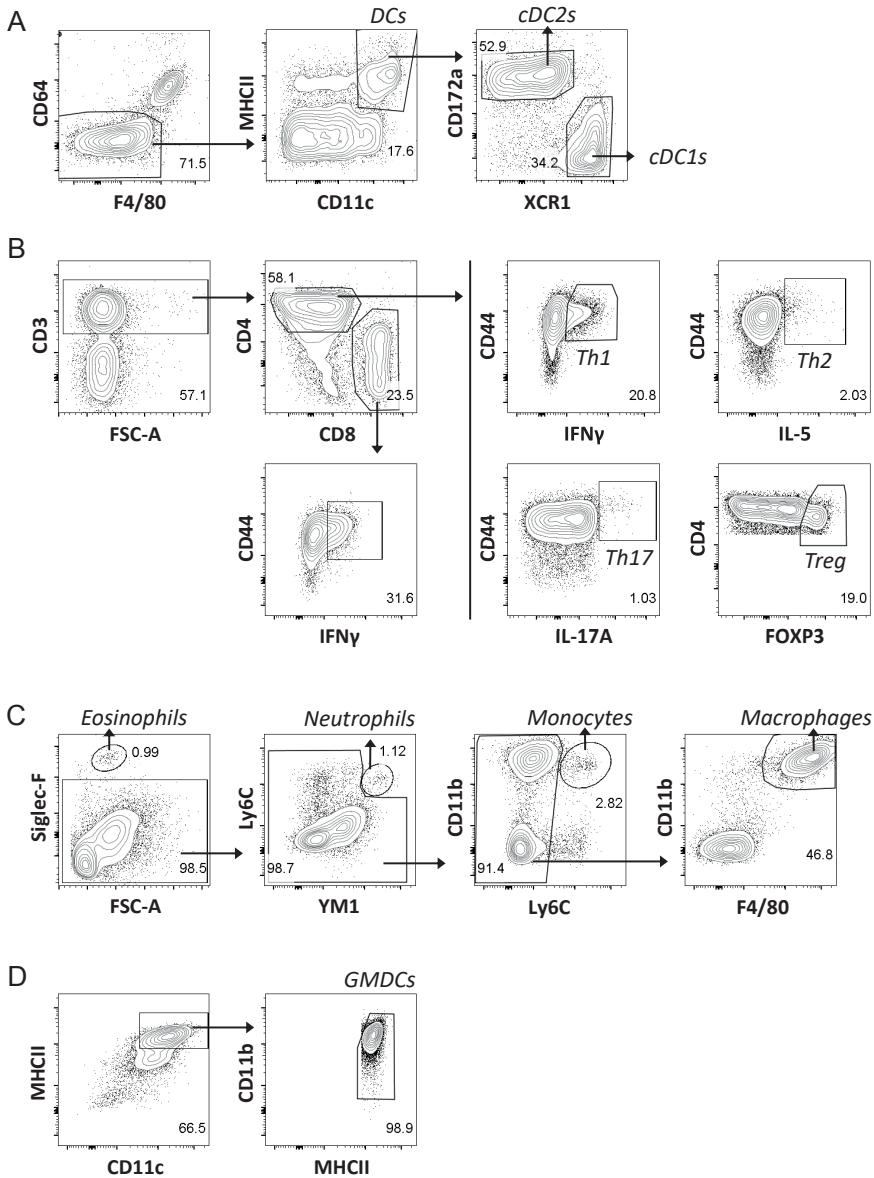 A
DCs
cDC2s
CD64
71.5
F4/80
MHCII
17.6
CD11c
52.9
CD172a
34.2
cDC1s
XCR1
B
CD3
57.1
FSC-A
58.1
CD4
23.5
CD8
CD44
Th1
20.8
IFNγ
CD44
Th2
2.03
IL-5
CD44
31.6
IFNγ
CD44
Th17
1.03
IL-17A
CD4
Treg
19.0
FOXP3
C
Eosinophils
0.99
Siglec-F
98.5
FSC-A
Neutrophils
1.12
Ly6C
98.7
YM1
Monocytes
CD11b
2.82
91.4
Ly6C
Macrophages
CD11b
46.8
F4/80
D
MHCII
66.5
CD11c
GMDCs
CD11b
98.9
MHCII